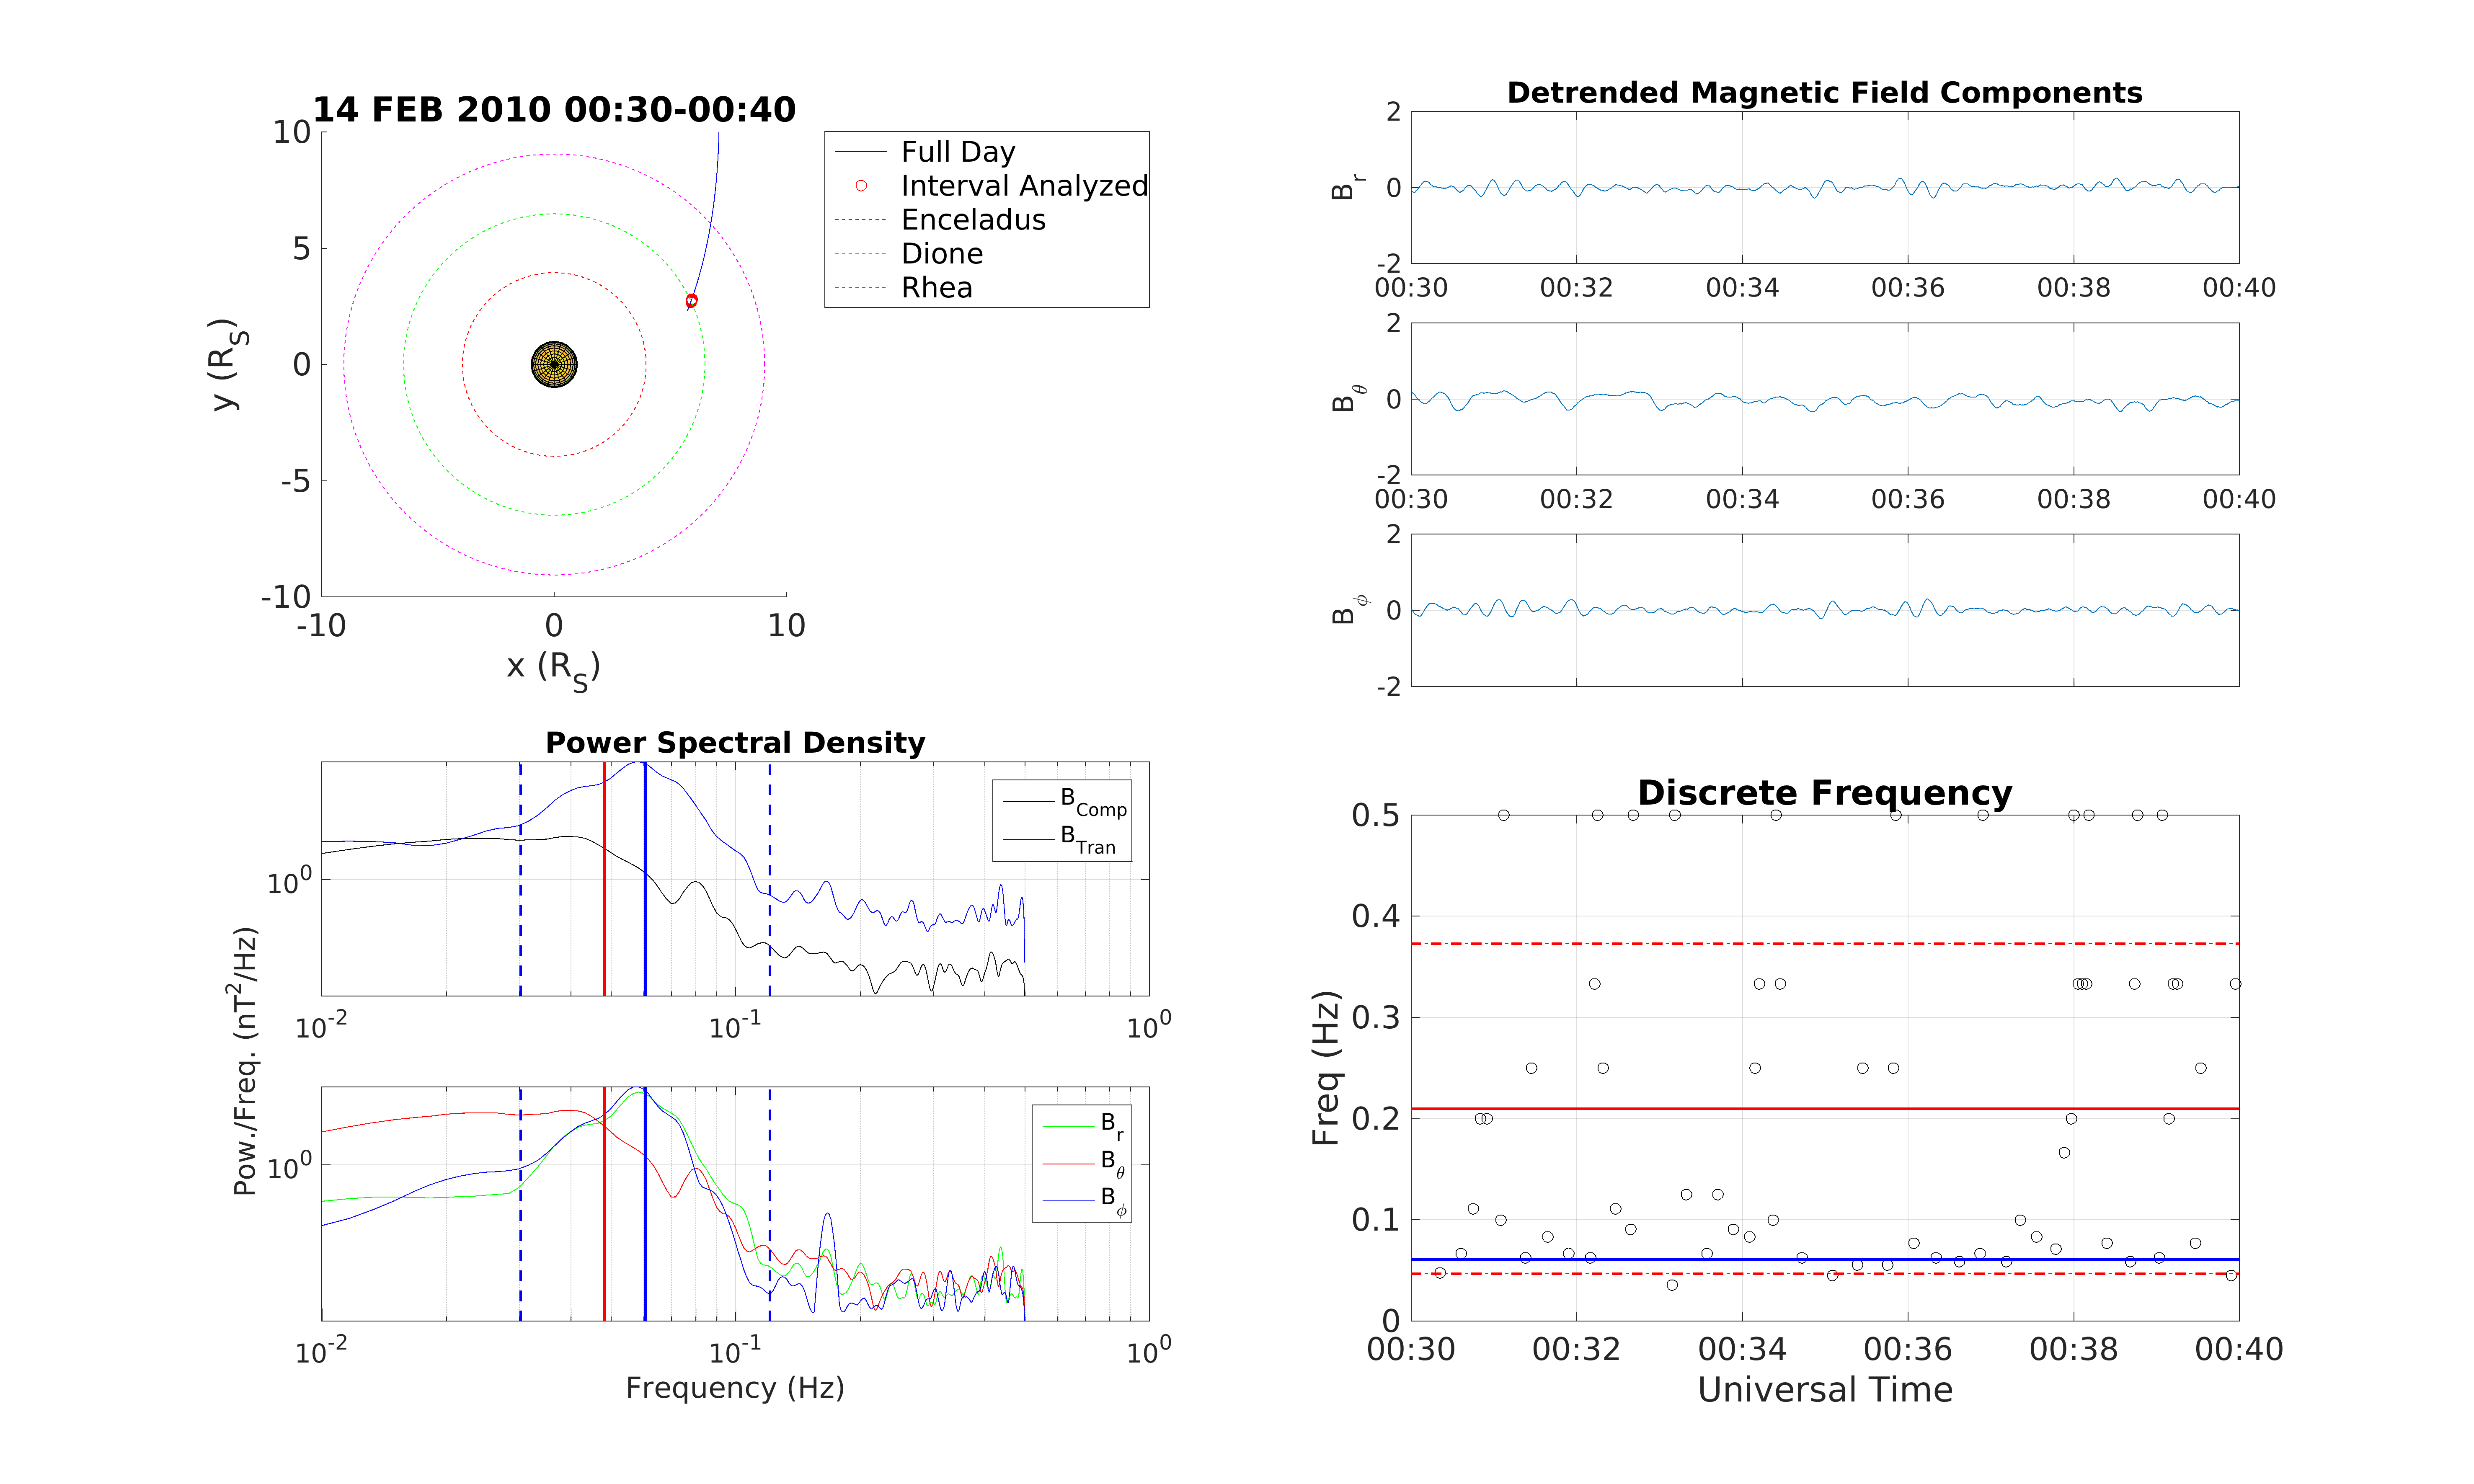 14 FEB 2010 00:30-00:40
10
5
0
-5
-10
-10 0 10
y (R_S)
x (R_S)
Full Day
Interval Analyzed
Enceladus
Dione
Rhea
Detrended Magnetic Field Components
B_r
2
0
-2
00:30 00:32 00:34 00:36 00:38 00:40
B_θ
2
0
-2
00:30 00:32 00:34 00:36 00:38 00:40
B_ϕ
2
0
-2
Power Spectral Density
B_Comp
B_Tran
10^0
10^-2 10^-1 10^0
Pow./Freq. (nT^2/Hz)
B_r
B_θ
B_ϕ
10^0
10^-2 10^-1 10^0
Frequency (Hz)
Discrete Frequency
Freq (Hz)
0.5
0.4
0.3
0.2
0.1
0
00:30 00:32 00:34 00:36 00:38 00:40
Universal Time